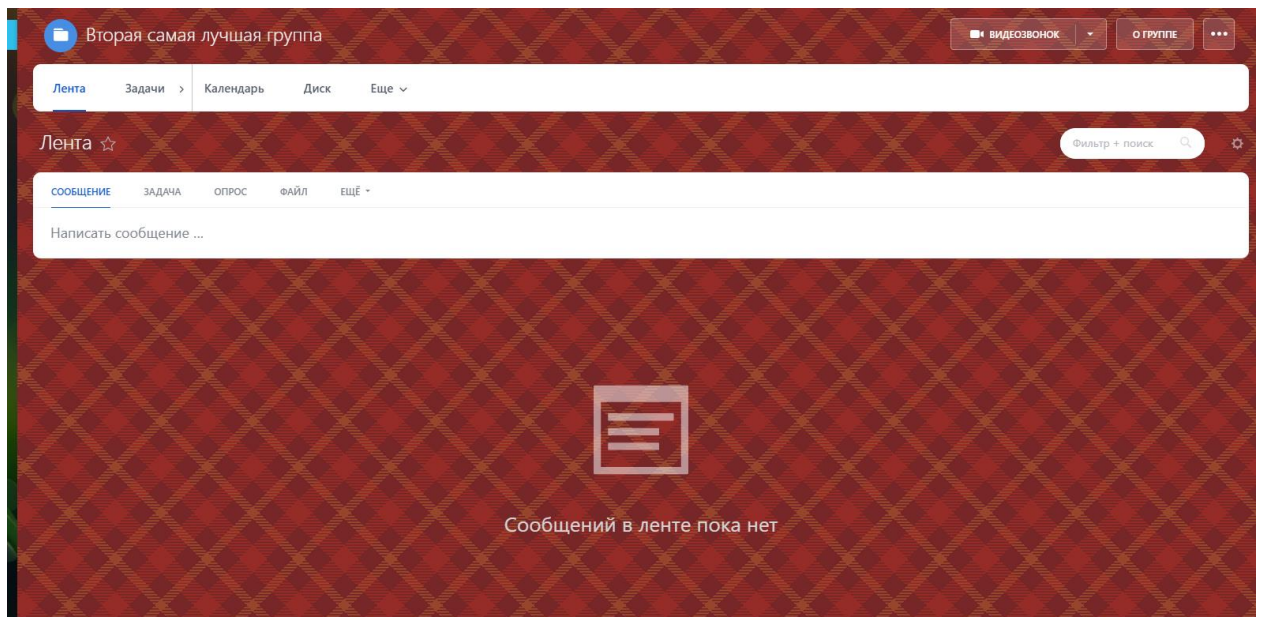 Вторая самая лучшая группа
ВИДЕОЗВОНОК
О ГРУППЕ
Лента Задачи Календарь Диск Еще
Лента
Фильтр + поиск
СООБЩЕНИЕ ЗАДАЧА ОПРОС ФАЙЛ ЕЩЁ
Написать сообщение ...
Сообщений в ленте пока нет